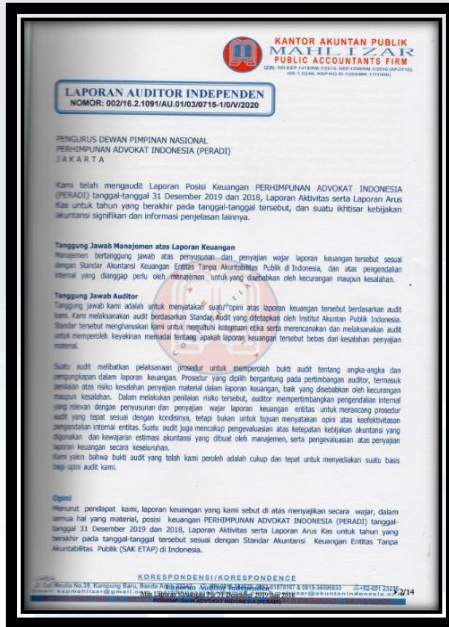 KANTOR AKUNTAN PUBLIK
MAHLIZAR
PUBLIC ACCOUNTANTS FIRM
LAPORAN AUDITOR INDEPENDEN
NOMOR: 002/16.2.1091/AU.01/03/0715-1/0/V/2020
PENGURUS DEWAN PIMPINAN NASIONAL
PERHIMPUNAN ADVOKAT INDONESIA (PERADI)
J A K A R T A
Kami telah mengaudit Laporan Posisi Keuangan PERHIMPUNAN ADVOKAT INDONESIA
(PERADI) tanggal-tanggal 31 Desember 2019 dan 2018, Laporan Aktivitas serta Laporan Arus
Kas untuk tahun yang berakhir pada tanggal-tanggal tersebut, dan suatu ikhtisar kebijakan
akuntansi signifikan dan informasi penjelasan lainnya.
Tanggung Jawab Manajemen atas Laporan Keuangan
Manajemen bertanggung jawab atas penyusunan dan penyajian wajar laporan keuangan tersebut sesuai
dengan Standar Akuntansi Keuangan Entitas Tanpa Akuntabilitas Publik di Indonesia, dan atas pengendalian
internal yang dianggap perlu oleh manajemen untuk yang disebabkan oleh kecurangan maupun kesalahan.
Tanggung Jawab Auditor
Tanggung jawab kami adalah untuk menyatakan suatu opini atas laporan keuangan tersebut berdasarkan audit
kami. Kami melaksanakan audit berdasarkan Standar Audit yang ditetapkan oleh Institut Akuntan Publik Indonesia.
Standar tersebut mengharuskan kami untuk mematuhi ketentuan etika serta merencanakan dan melaksanakan audit
untuk memperoleh keyakinan memadai tentang apakah laporan keuangan tersebut bebas dari kesalahan penyajian
material.
Suatu audit melibatkan pelaksanaan prosedur untuk memperoleh bukti audit tentang angka-angka dan
pengungkapan dalam laporan keuangan. Prosedur yang dipilih bergantung pada pertimbangan auditor, termasuk
penilaian atas risiko kesalahan penyajian material dalam laporan keuangan, baik yang disebabkan oleh kecurangan
maupun kesalahan. Dalam melakukan penilaian risiko tersebut, auditor mempertimbangkan pengendalian internal
yang relevan dengan penyusunan dan penyajian wajar laporan keuangan entitas untuk merancang prosedur
audit yang tepat sesuai dengan kondisinya, tetapi bukan untuk tujuan menyatakan opini atas keefektivitasan
pengendalian internal entitas. Suatu audit juga mencakup pengevaluasian atas ketepatan kebijakan akuntansi yang
digunakan dan kewajaran estimasi akuntansi yang dibuat oleh manajemen, serta pengevaluasian atas penyajian
laporan keuangan secara keseluruhan.
Kami yakin bahwa bukti audit yang telah kami peroleh adalah cukup dan tepat untuk menyediakan suatu basis
bagi opini audit kami.
Opini
Menurut pendapat kami, laporan keuangan yang kami sebut di atas menyajikan secara wajar, dalam
semua hal yang material, posisi keuangan PERHIMPUNAN ADVOKAT INDONESIA (PERADI) tanggal-
tanggal 31 Desember 2019 dan 2018, Laporan Aktivitas serta Laporan Arus Kas untuk tahun yang
berakhir pada tanggal-tanggal tersebut sesuai dengan Standar Akuntansi Keuangan Entitas Tanpa
Akuntabilitas Publik (SAK ETAP) di Indonesia.
KORESPONDENSI/KORESPONDENCE
Laporan Auditor Independen
PERHIMPUNAN ADVOKAT INDONESIA (PERADI)